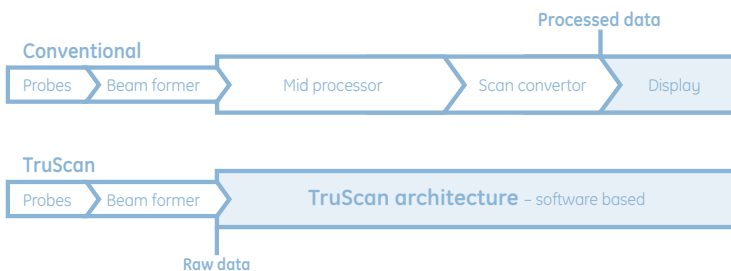 Processed data
Conventional
Probes Beam former Mid processor Scan convertor Display
TruScan
Probes Beam former TruScan architecture – software based
Raw data